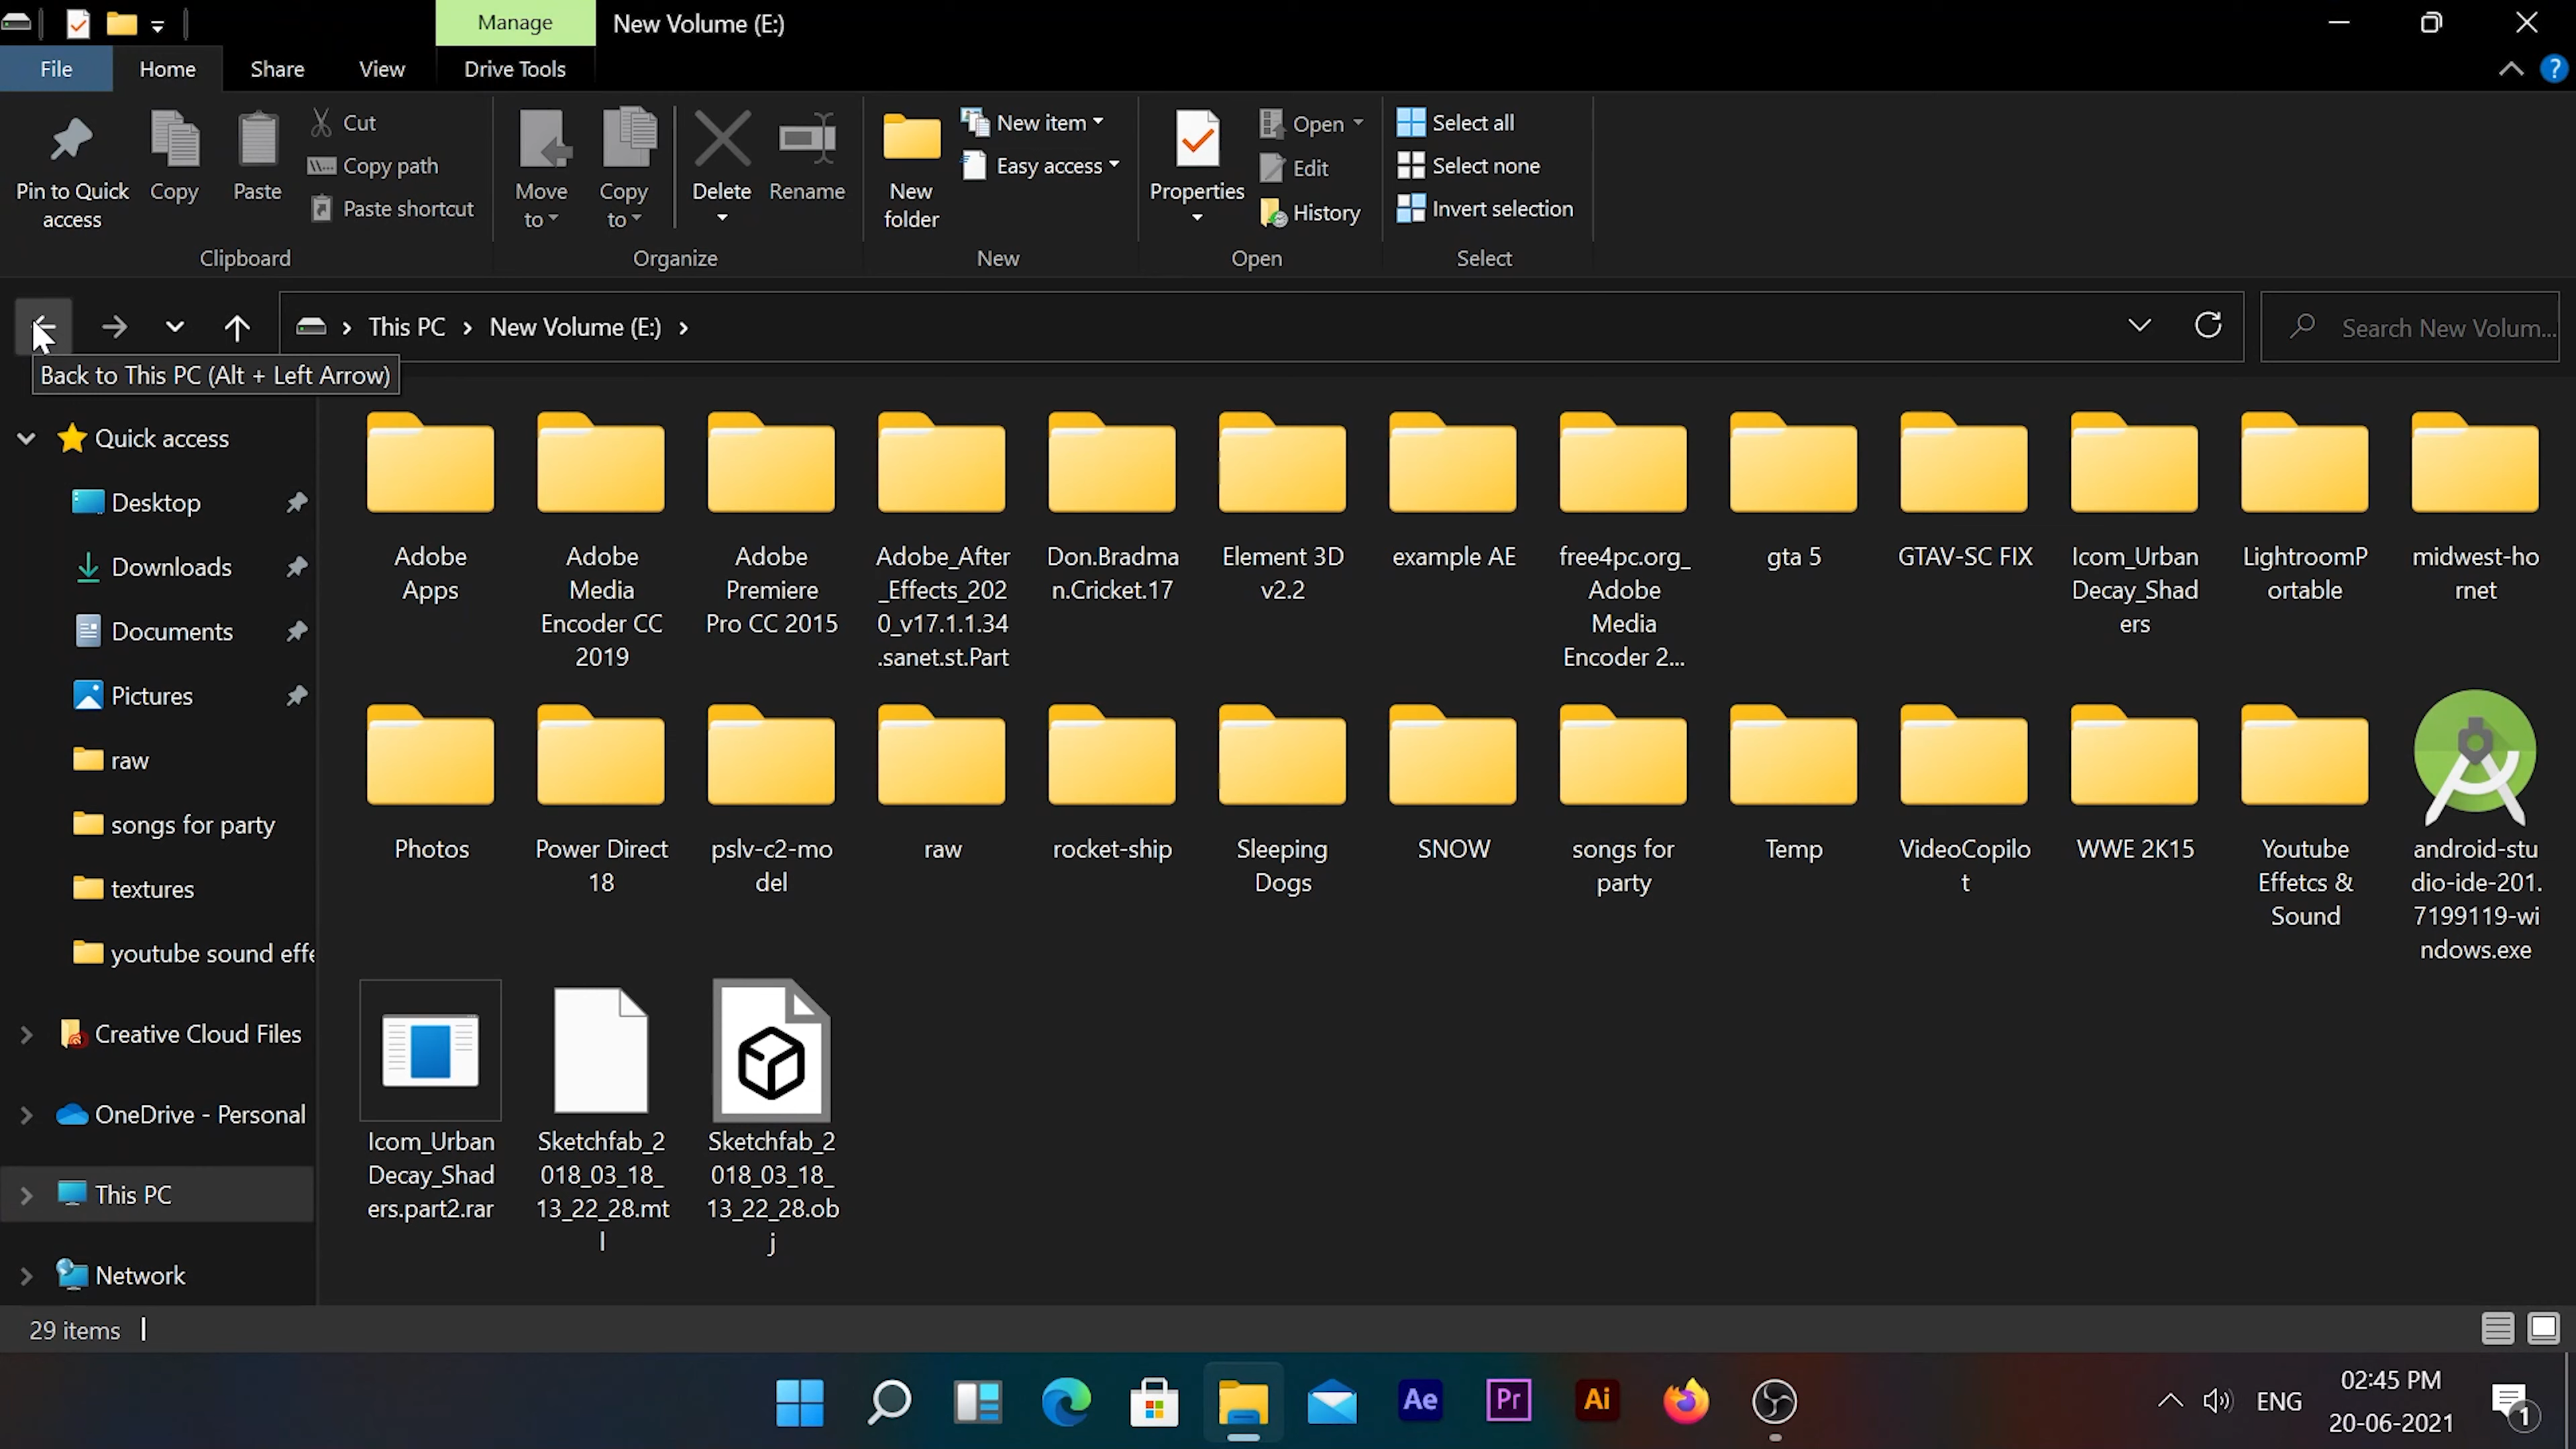 Manage
New Volume (E:)
File
Home
Share
View
Drive Tools
Pin to Quick
access
Copy
Paste
Cut
Copy path
Paste shortcut
Clipboard
Move
to
Copy
to
Delete
Rename
Organize
New
folder
New item
Easy access
New
Properties
Open
Edit
History
Open
Select all
Select none
Invert selection
Select
This PC
New Volume (E:)
Search New Volum...
Back to This PC (Alt + Left Arrow)
Quick access
Desktop
Downloads
Documents
Pictures
raw
songs for party
textures
youtube sound effe
Creative Cloud Files
OneDrive - Personal
This PC
Network
Adobe
Apps
Adobe
Media
Encoder CC
2019
Adobe
Premiere
Pro CC 2015
Adobe_After
_Effects_202
0_v17.1.1.34
.sanet.st.Part
Don.Bradma
n.Cricket.17
Element 3D
v2.2
example AE
free4pc.org_
Adobe
Media
Encoder 2...
gta 5
GTAV-SC FIX
Icom_Urban
Decay_Shad
ers
LightroomP
ortable
midwest-ho
rnet
Photos
Power Direct
18
pslv-c2-mo
del
raw
rocket-ship
Sleeping
Dogs
SNOW
songs for
party
Temp
VideoCopilo
t
WWE 2K15
Youtube
Effetcs &
Sound
android-stu
dio-ide-201.
7199119-wi
ndows.exe
Icom_Urban
Decay_Shad
ers.part2.rar
Sketchfab_2
018_03_18_
13_22_28.mt
l
Sketchfab_2
018_03_18_
13_22_28.ob
j
29 items
Ae
Pr
Ai
ENG
02:45 PM
20-06-2021
1